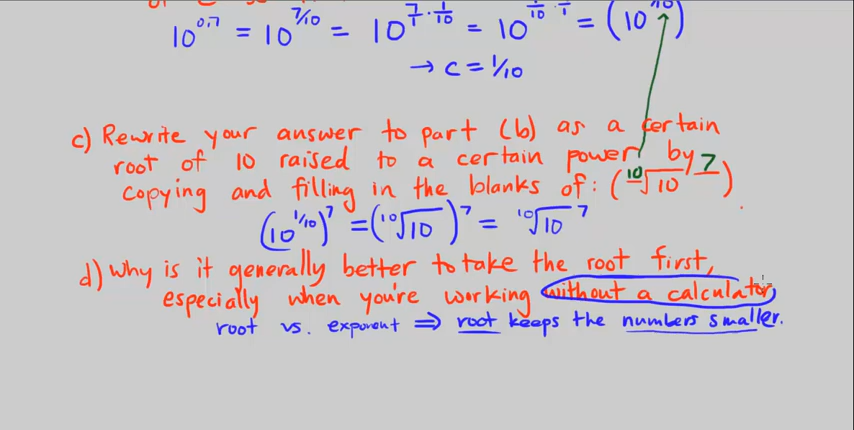 10^0.7 = 10^7/10 = 10^(7/1 · 1/10) = 10^(1/10 · 7/1) = (10^1/10)
→ c = 1/10
c) Rewrite your answer to part (b) as a certain
root of 10 raised to a certain power by
copying and filling in the blanks of: (¹⁰√10)^7
(10^1/10)^7 = (¹⁰√10)^7 = ¹⁰√10^7
d) Why is it generally better to take the root first,
especially when you're working without a calculator
root vs. exponent ⇒ root keeps the numbers smaller.